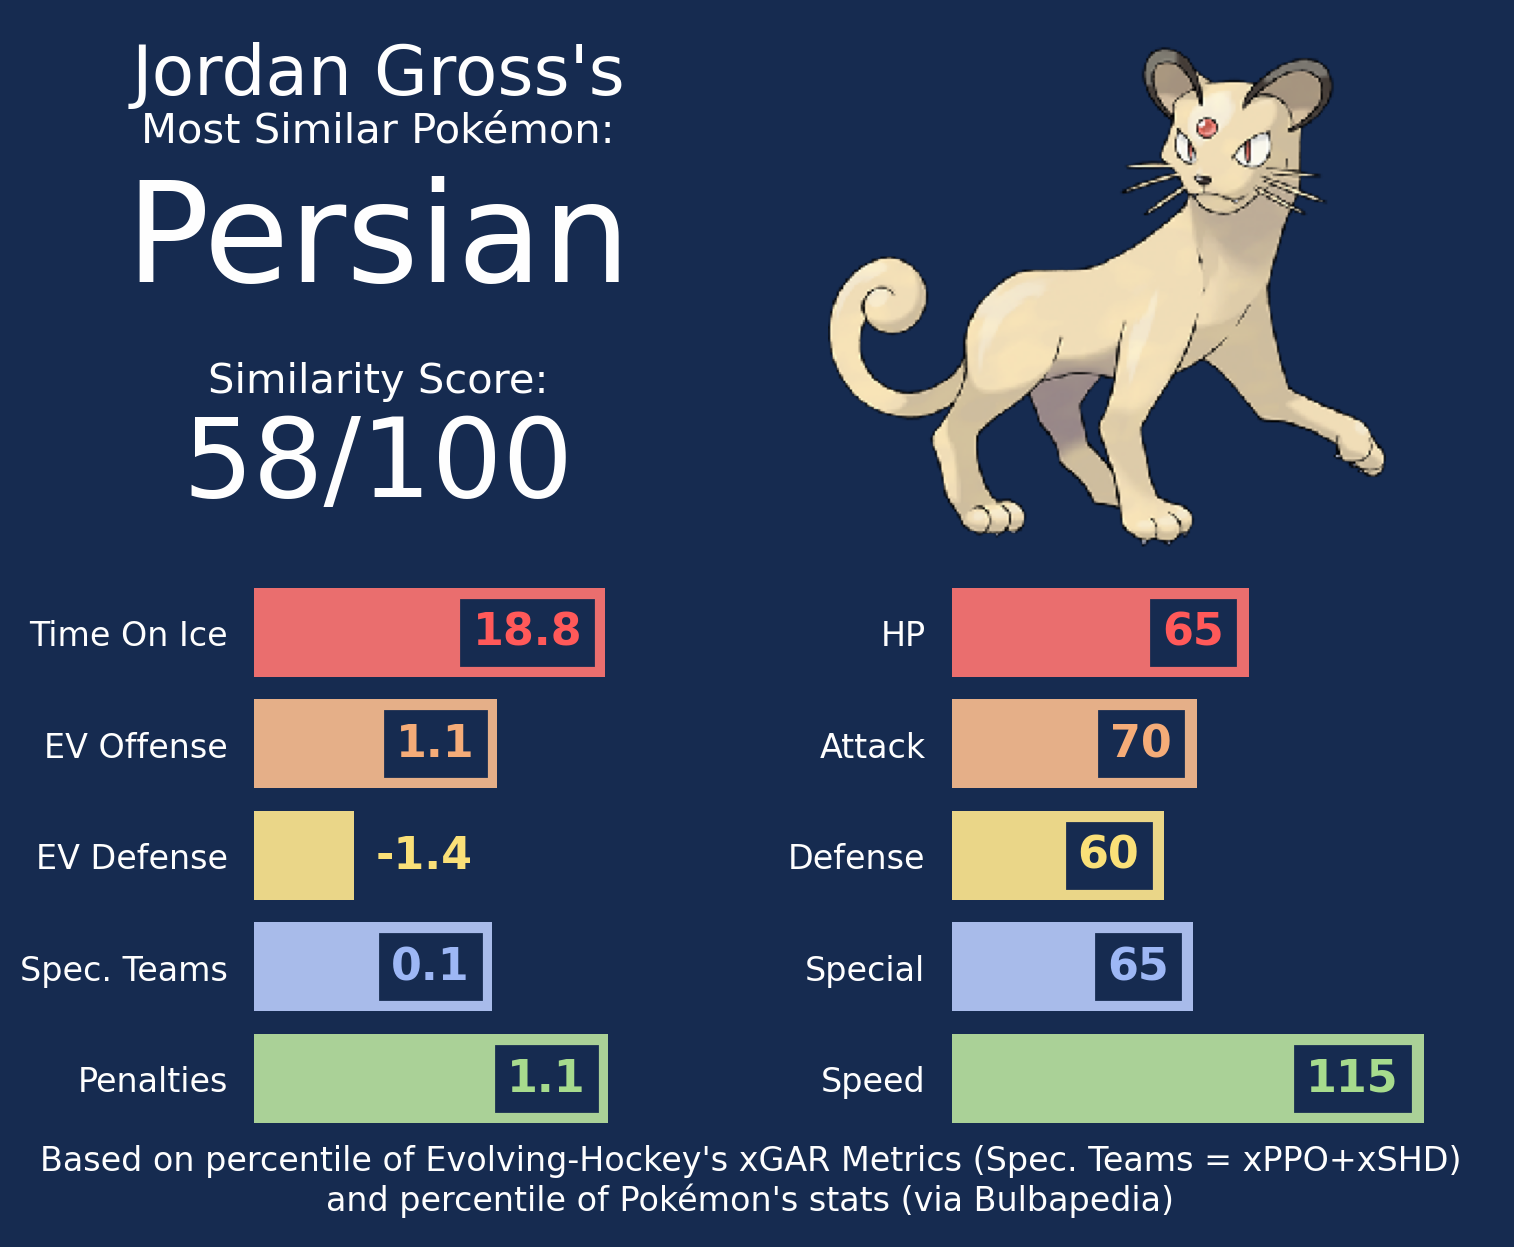 Jordan Gross's
Most Similar Pokémon:
Persian
Similarity Score:
58/100
Time On Ice 18.8
EV Offense 1.1
EV Defense -1.4
Spec. Teams 0.1
Penalties 1.1
HP 65
Attack 70
Defense 60
Special 65
Speed 115
Based on percentile of Evolving-Hockey's xGAR Metrics (Spec. Teams = xPPO+xSHD)
and percentile of Pokémon's stats (via Bulbapedia)